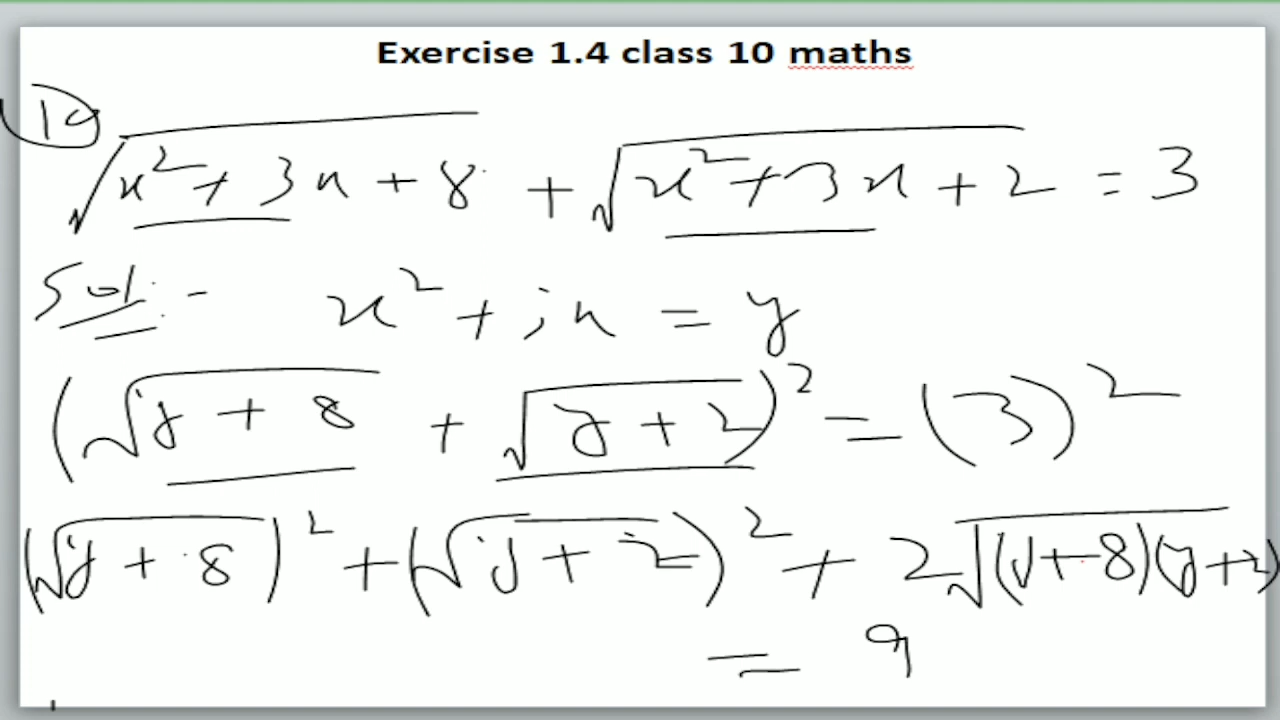 Exercise 1.4 class 10 maths
10
√(x² + 3x + 8) + √(x² + 3x + 2) = 3
Sol: - x² + 3x = y
(√(y + 8) + √(y + 2))² = (3)²
(√(y + 8))² + (√(y + 2))² + 2√((y + 8)(y + 2))
= 9